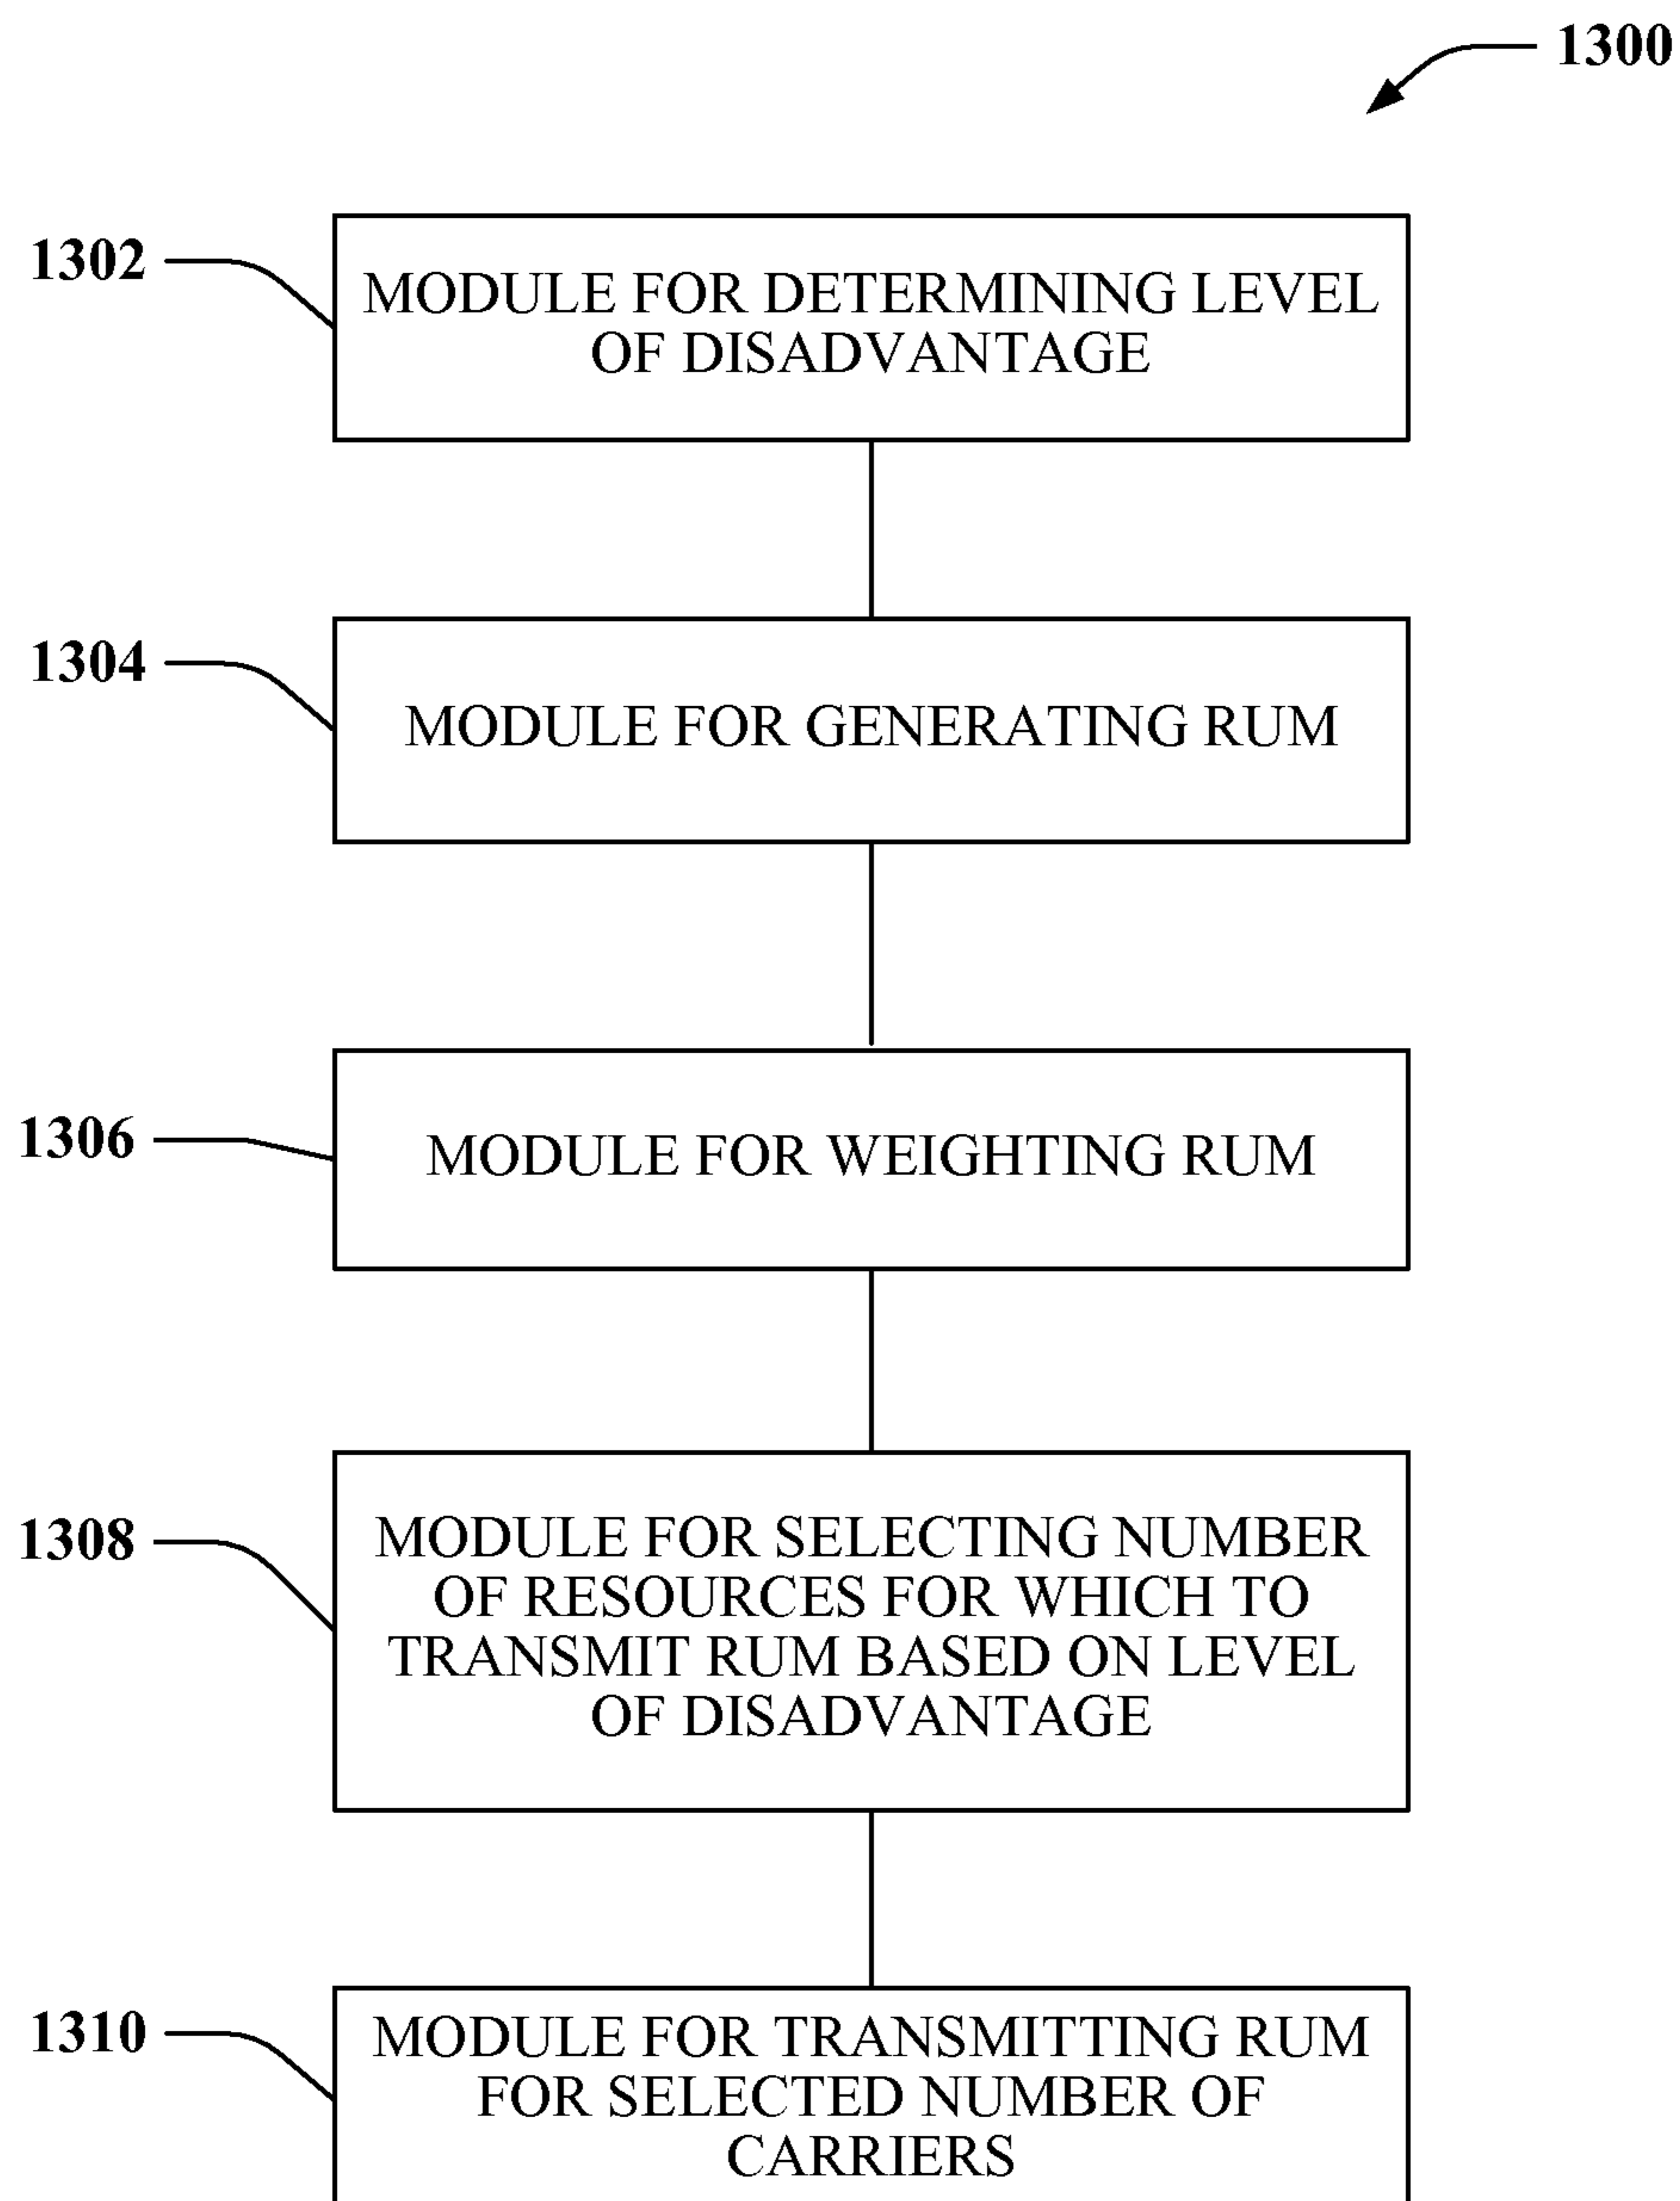 1300
1302
MODULE FOR DETERMINING LEVEL
OF DISADVANTAGE
1304
MODULE FOR GENERATING RUM
1306
MODULE FOR WEIGHTING RUM
1308
MODULE FOR SELECTING NUMBER
OF RESOURCES FOR WHICH TO
TRANSMIT RUM BASED ON LEVEL
OF DISADVANTAGE
1310
MODULE FOR TRANSMITTING RUM
FOR SELECTED NUMBER OF
CARRIERS